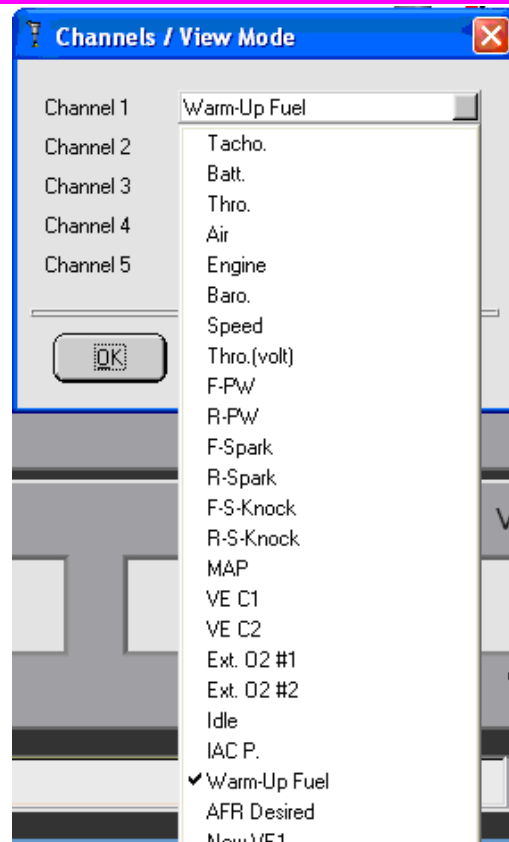 Channels / View Mode
Channel 1 Warm-Up Fuel
Channel 2
Channel 3
Channel 4
Channel 5
OK
Tacho.
Batt.
Thro.
Air
Engine
Baro.
Speed
Thro.(volt)
F-PW
R-PW
F-Spark
R-Spark
F-S-Knock
R-S-Knock
MAP
VE C1
VE C2
Ext. O2 #1
Ext. O2 #2
Idle
IAC P.
Warm-Up Fuel
AFR Desired
New VE1